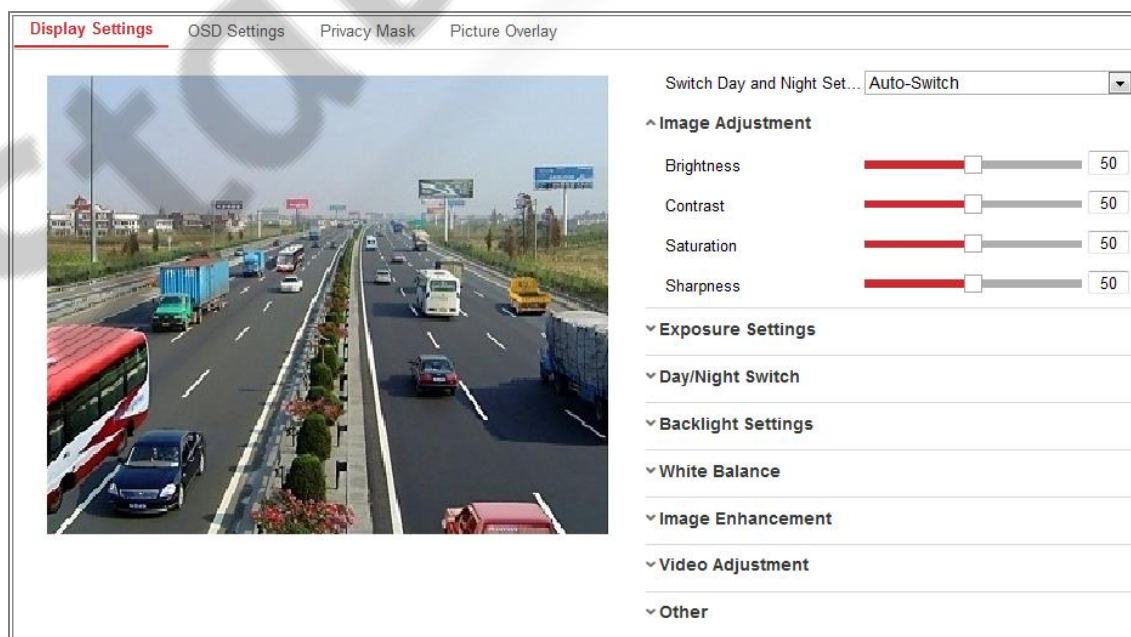 Display Settings OSD Settings Privacy Mask Picture Overlay
Switch Day and Night Set... Auto-Switch
Image Adjustment
Brightness 50
Contrast 50
Saturation 50
Sharpness 50
Exposure Settings
Day/Night Switch
Backlight Settings
White Balance
Image Enhancement
Video Adjustment
Other